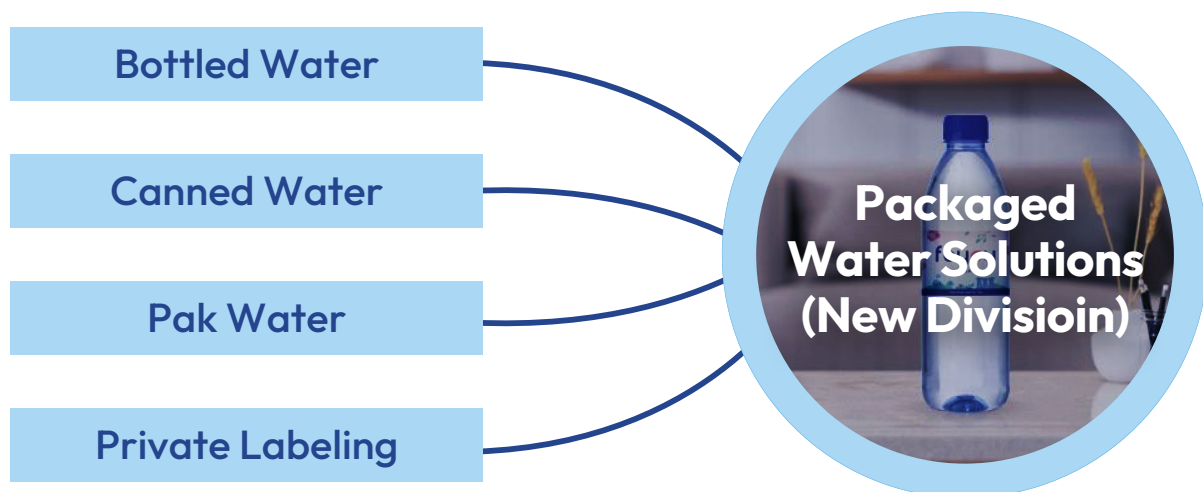 Bottled Water
Canned Water
Pak Water
Private Labeling
Packaged
Water Solutions
(New Divisioin)